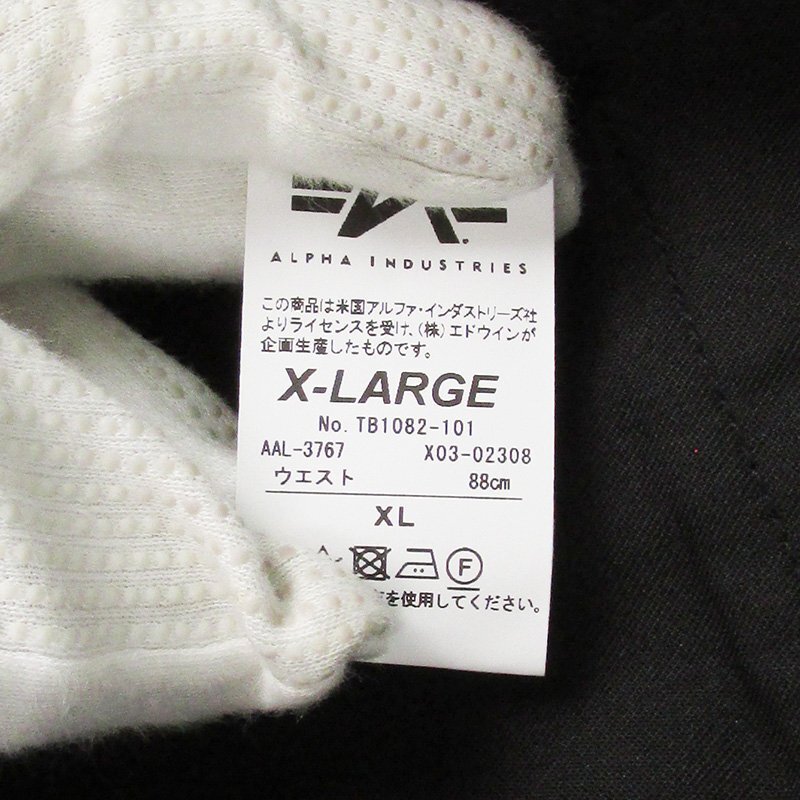 ALPHA INDUSTRIES
この商品は米国アルファ・インダストリーズ社
よりライセンスを受け、(株)エドウインが
企画生産したものです。
X-LARGE
No. TB1082-101
AAL-3767 X03-02308
ウエスト 88cm
XL
F
を使用してください。